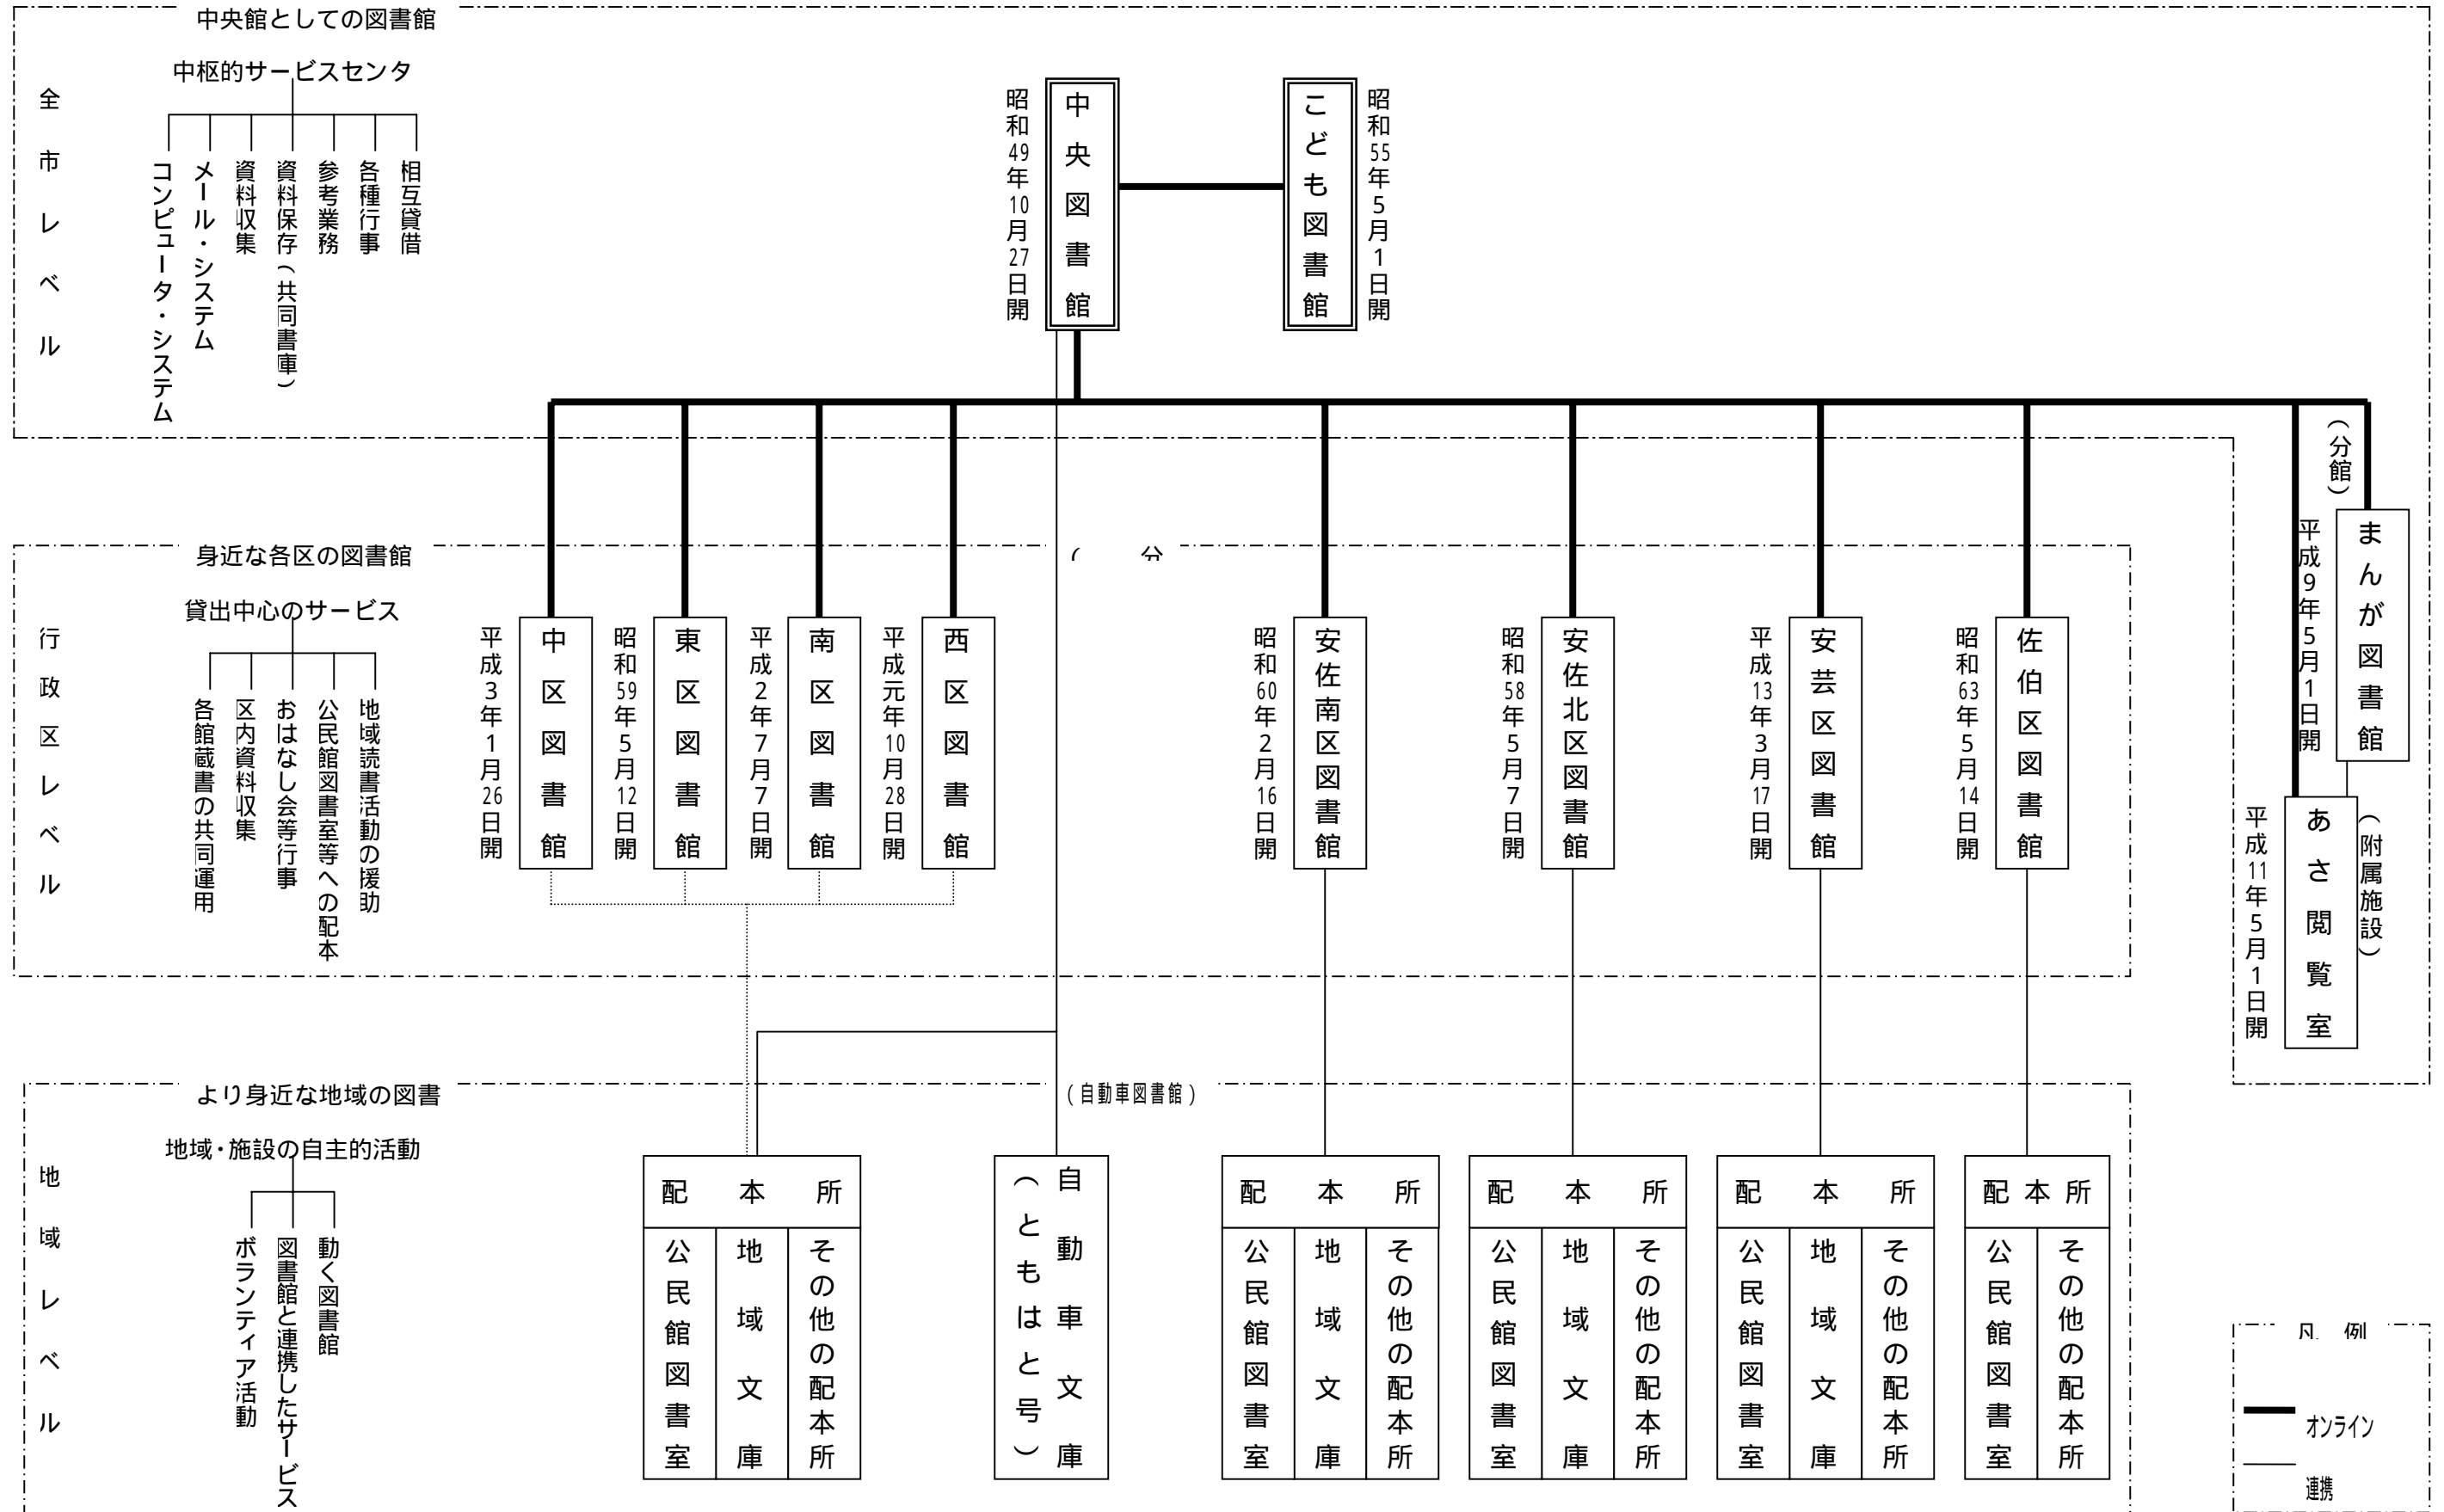 中央館としての図書館
中枢的サービスセンタ
全市レベル
コンピュータ・システム
メール・システム
資料収集
資料保存(共同書庫)
参考業務
各種行事
相互貸借
昭和49年10月27日開
中央図書館
こども図書館
昭和55年5月1日開
(分館)
平成9年5月1日開
まんが図書館
平成11年5月1日開
あさ閲覧室
(附属施設)
身近な各区の図書館
貸出中心のサービス
行政区レベル
各館蔵書の共同運用
区内資料収集
おはなし会等行事
公民館図書室等への配本
地域読書活動の援助
( 分
平成3年1月26日開
中区図書館
昭和59年5月12日開
東区図書館
平成2年7月7日開
南区図書館
平成元年10月28日開
西区図書館
昭和60年2月16日開
安佐南区図書館
昭和58年5月7日開
安佐北区図書館
平成13年3月17日開
安芸区図書館
昭和63年5月14日開
佐伯区図書館
より身近な地域の図書
地域・施設の自主的活動
地域レベル
ボランティア活動
図書館と連携したサービス
動く図書館
(自動車図書館)
配本所
公民館図書室
地域文庫
その他の配本所
自動車文庫
(ともはと号)
配本所
公民館図書室
地域文庫
その他の配本所
配本所
公民館図書室
地域文庫
その他の配本所
配本所
公民館図書室
地域文庫
その他の配本所
配本所
公民館図書室
その他の配本所
凡 例
オンライン
連携